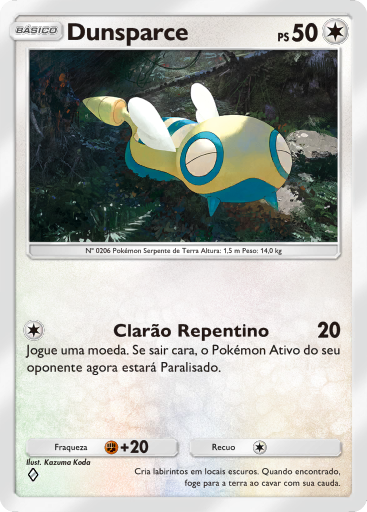 BÁSICO Dunsparce PS 50
Nº 0206 Pokémon Serpente de Terra Altura: 1,5 m Peso: 14,0 kg
Clarão Repentino 20
Jogue uma moeda. Se sair cara, o Pokémon Ativo do seu
oponente agora estará Paralisado.
Fraqueza +20 Recuo
Ilust. Kazuma Koda
Cria labirintos em locais escuros. Quando encontrado,
foge para a terra ao cavar com sua cauda.